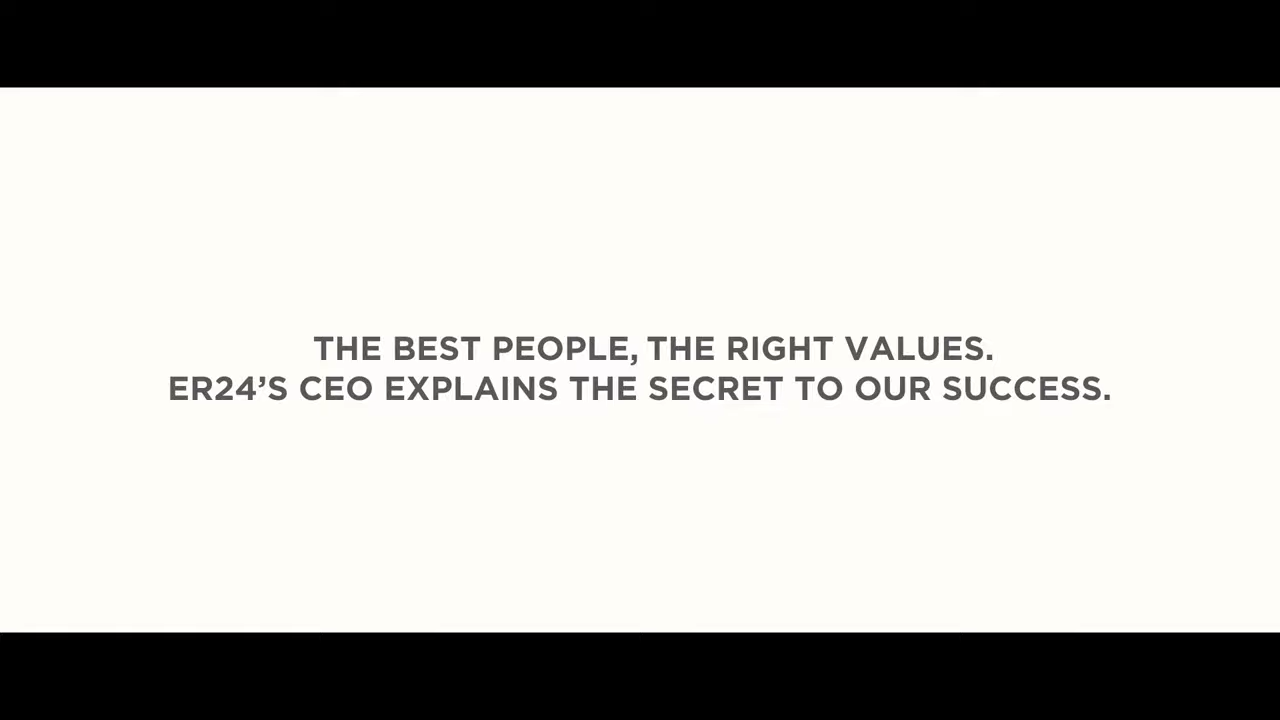 THE BEST PEOPLE, THE RIGHT VALUES.
ER24’S CEO EXPLAINS THE SECRET TO OUR SUCCESS.